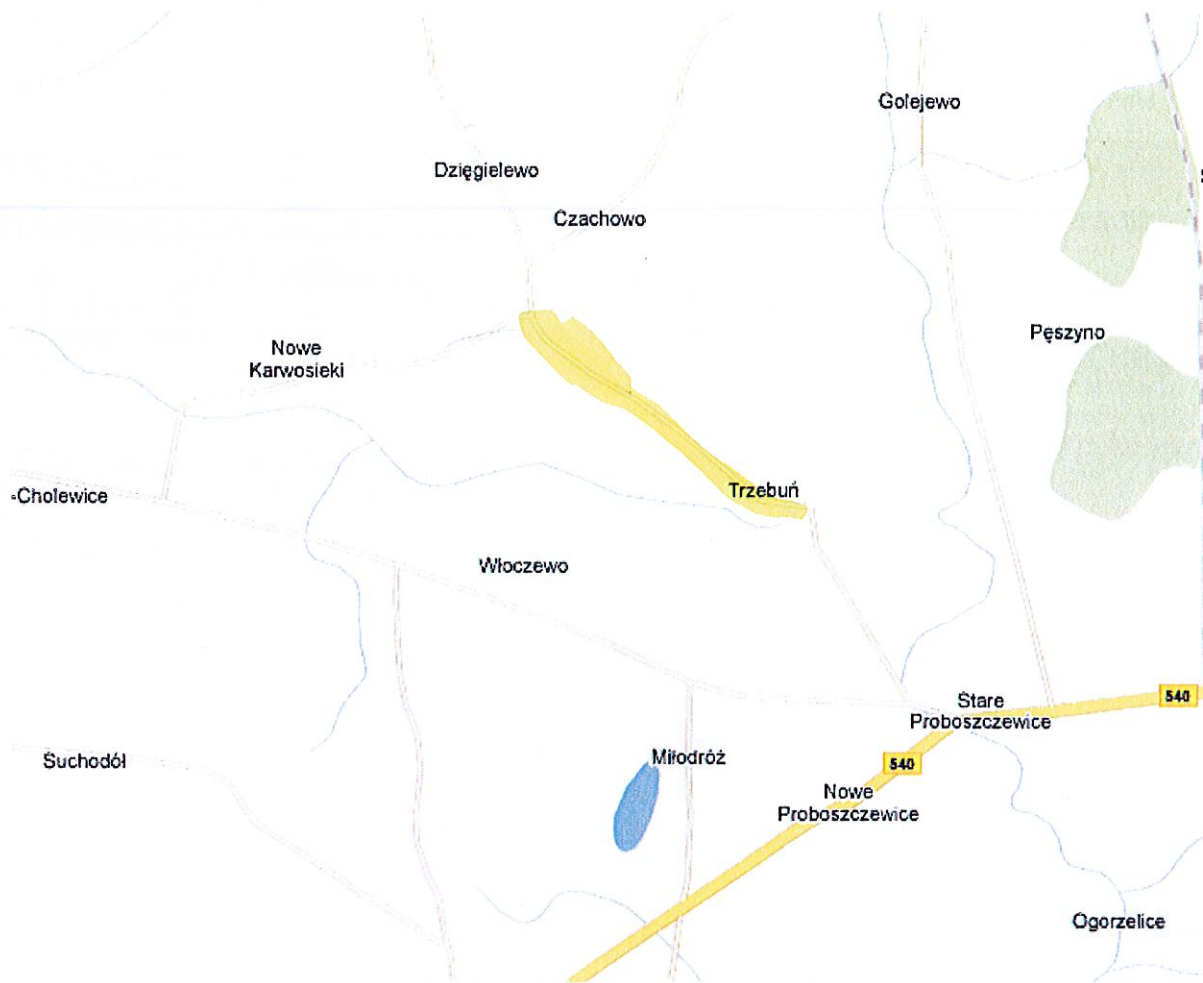 Golejewo
Dzięgielewo
Czachowo
Pęszyno
Nowe
Karwosieki
-Cholewice
Trzebuń
Włoczewo
540
Stare
Proboszczewice
Suchodół
Miłodróż
540
Nowe
Proboszczewice
Ogorzelice